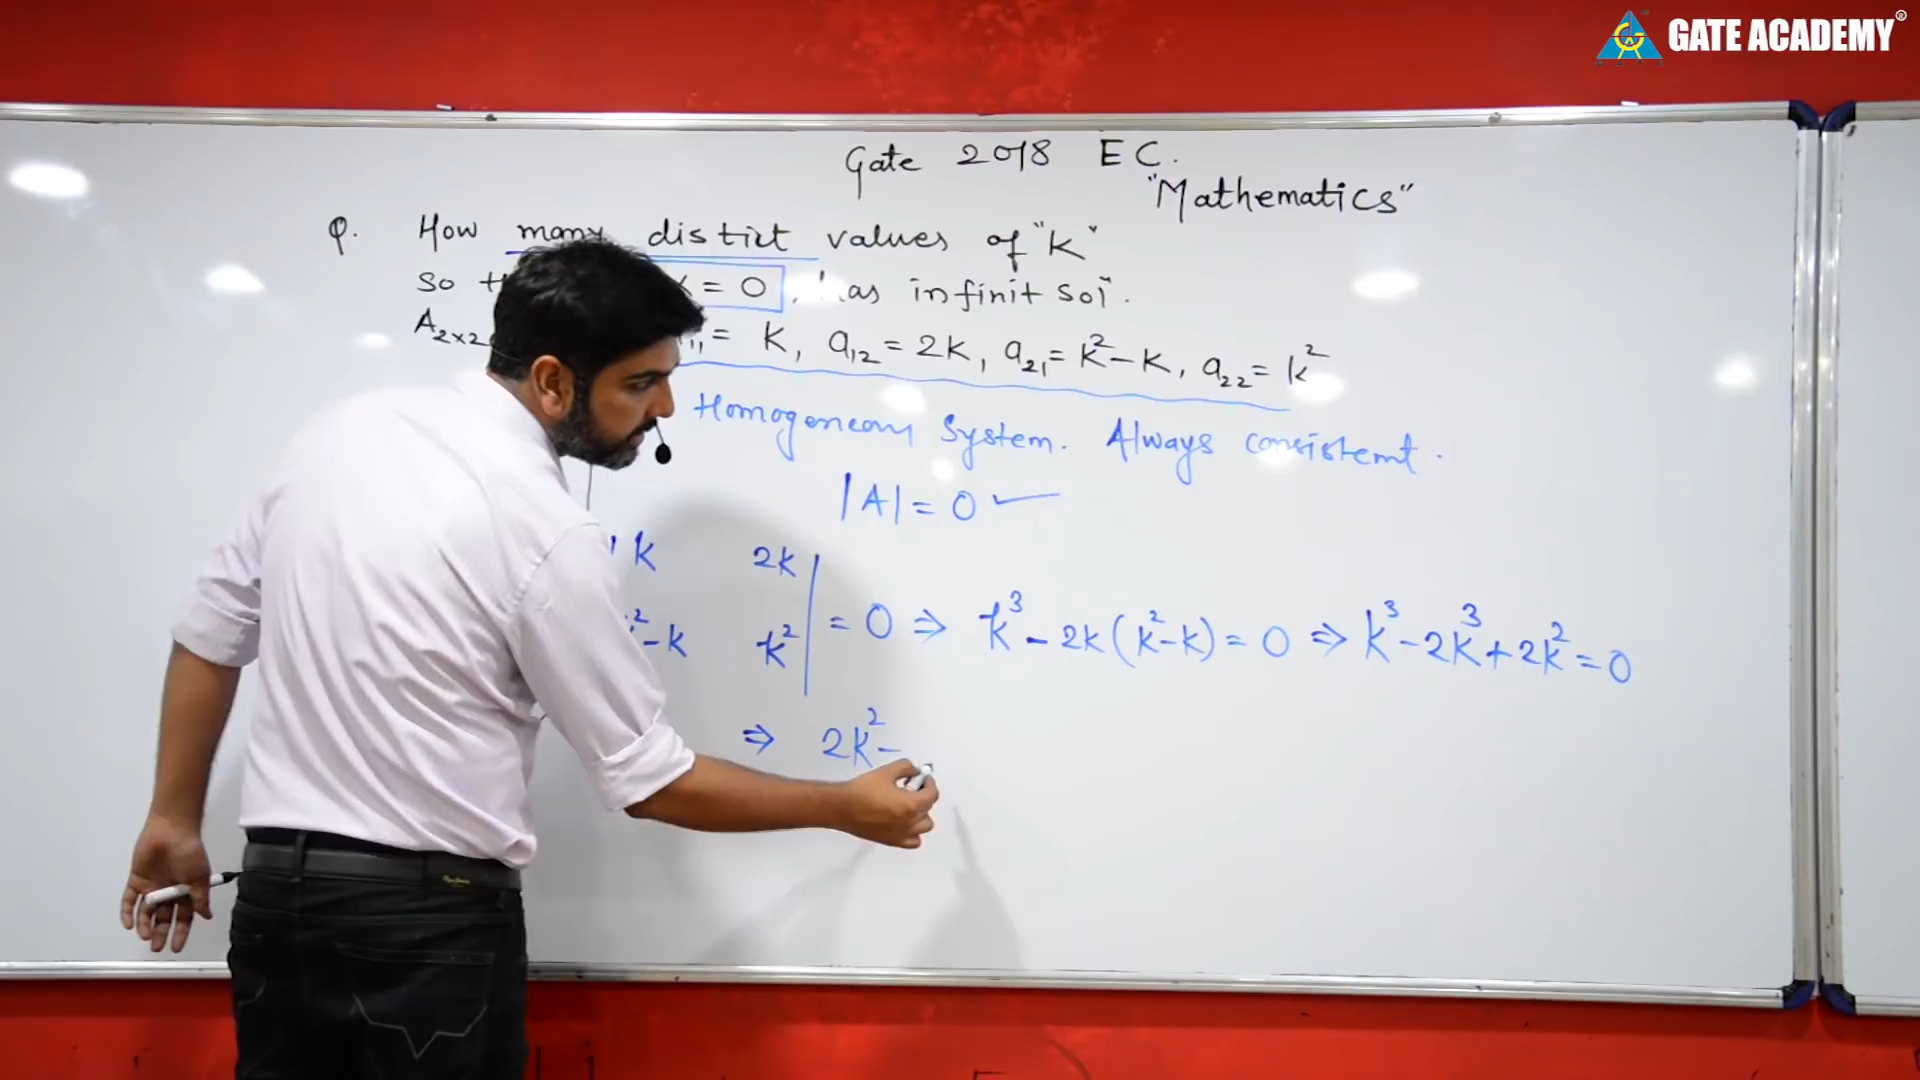 GATE ACADEMY®
Gate 2018 EC.
"Mathematics"
Q. How many distict values of "K"
so = 0, has infinit sol.
A₂ₓ₂ = K, a₁₂ = 2K, a₂₁ = K² - K, a₂₂ = k²
Homogeneous System. Always consistent.
|A| = 0 ✓
k 2k
-k k² | = 0 ⇒ k³ - 2k(k² - k) = 0 ⇒ k³ - 2k³ + 2k² = 0
⇒ 2k² -